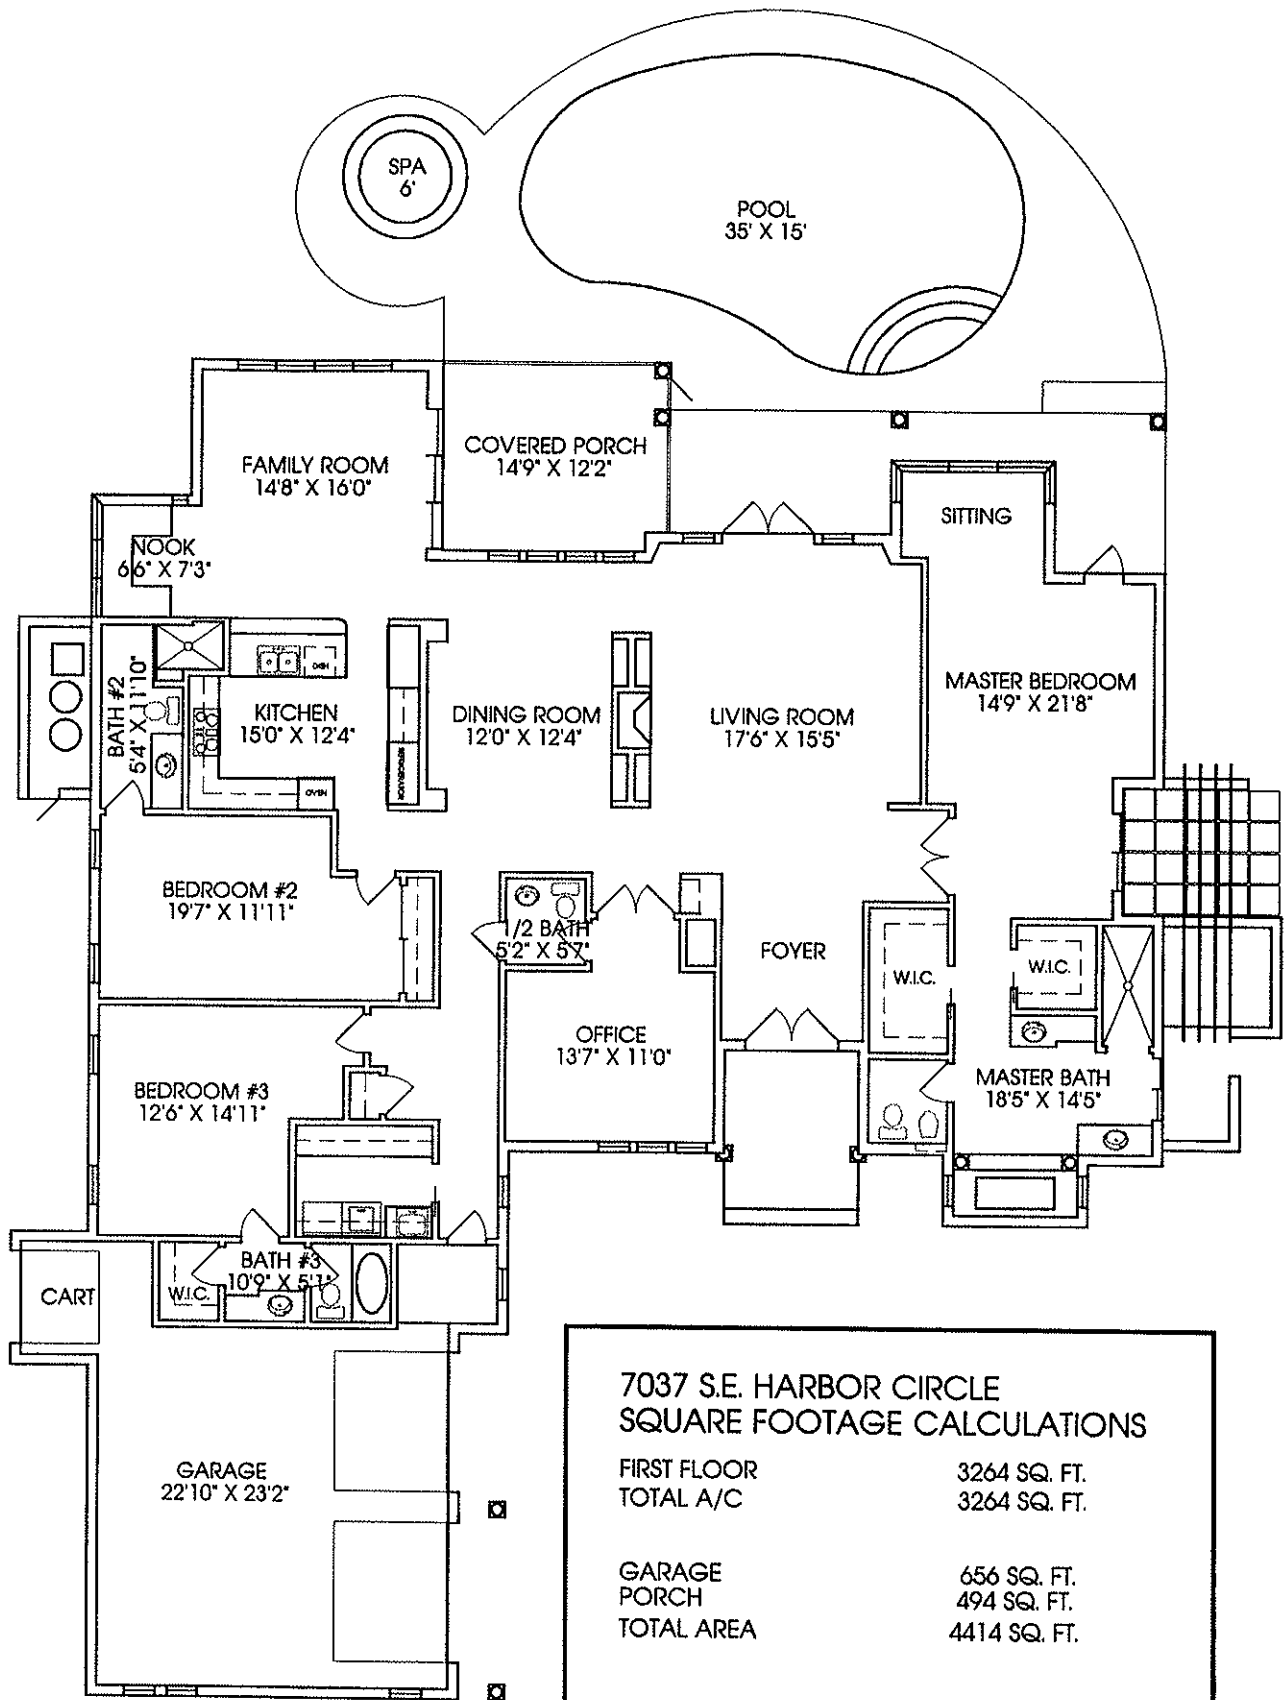 SPA
6'
POOL
35' X 15'
FAMILY ROOM
14'8" X 16'0"
COVERED PORCH
14'9" X 12'2"
SITTING
NOOK
6'6" X 7'3"
BATH #2
5'4" X 11'10"
DISH
KITCHEN
15'0" X 12'4"
REFRIGERATOR
OVEN
DINING ROOM
12'0" X 12'4"
LIVING ROOM
17'6" X 15'5"
MASTER BEDROOM
14'9" X 21'8"
BEDROOM #2
19'7" X 11'11"
1/2 BATH
5'2" X 5'7"
FOYER
W.I.C.
W.I.C.
OFFICE
13'7" X 11'0"
BEDROOM #3
12'6" X 14'11"
MASTER BATH
18'5" X 14'5"
BATH #3
10'9" X 5'1"
W.I.C.
CART
GARAGE
22'10" X 23'2"
7037 S.E. HARBOR CIRCLE
SQUARE FOOTAGE CALCULATIONS
FIRST FLOOR 3264 SQ. FT.
TOTAL A/C 3264 SQ. FT.
GARAGE 656 SQ. FT.
PORCH 494 SQ. FT.
TOTAL AREA 4414 SQ. FT.